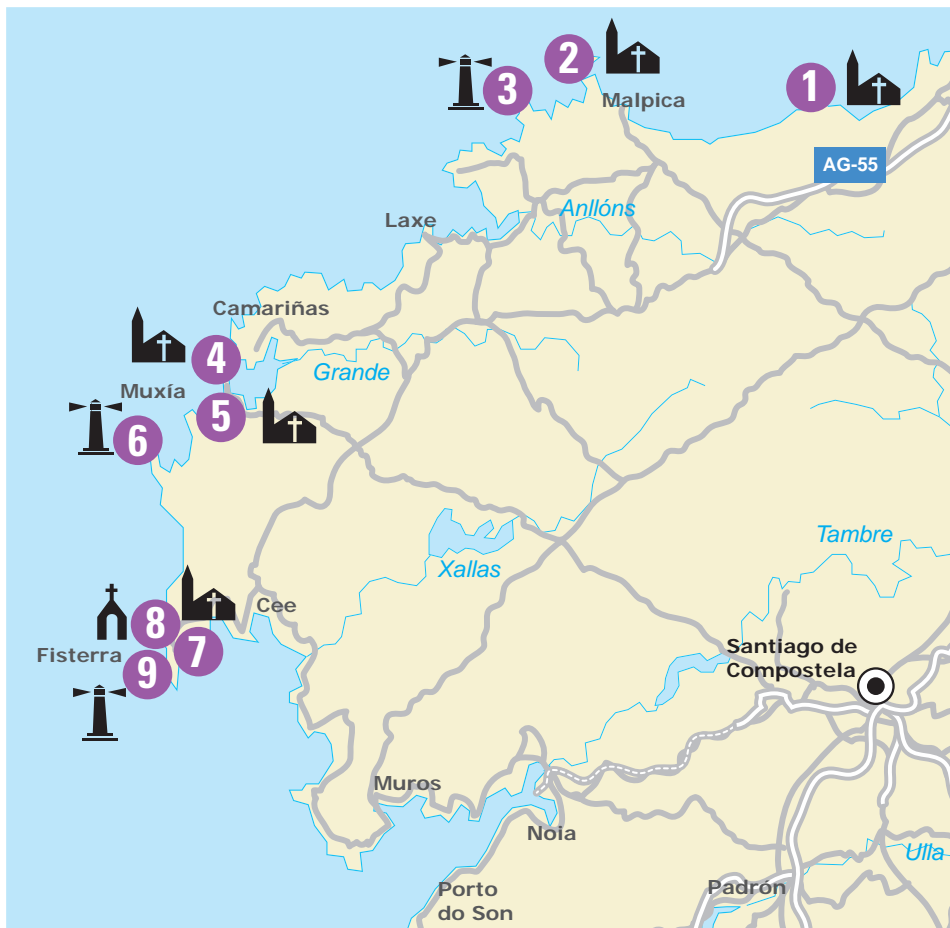 2
1
3
Malpica
AG-55
Anllóns
Laxe
Camariñas
4
Grande
Muxía
5
6
Tambre
Xallas
8
Cee
7
Fisterra
9
Santiago de
Compostela
Muros
Noia
Ulla
Porto
do Son
Padrón